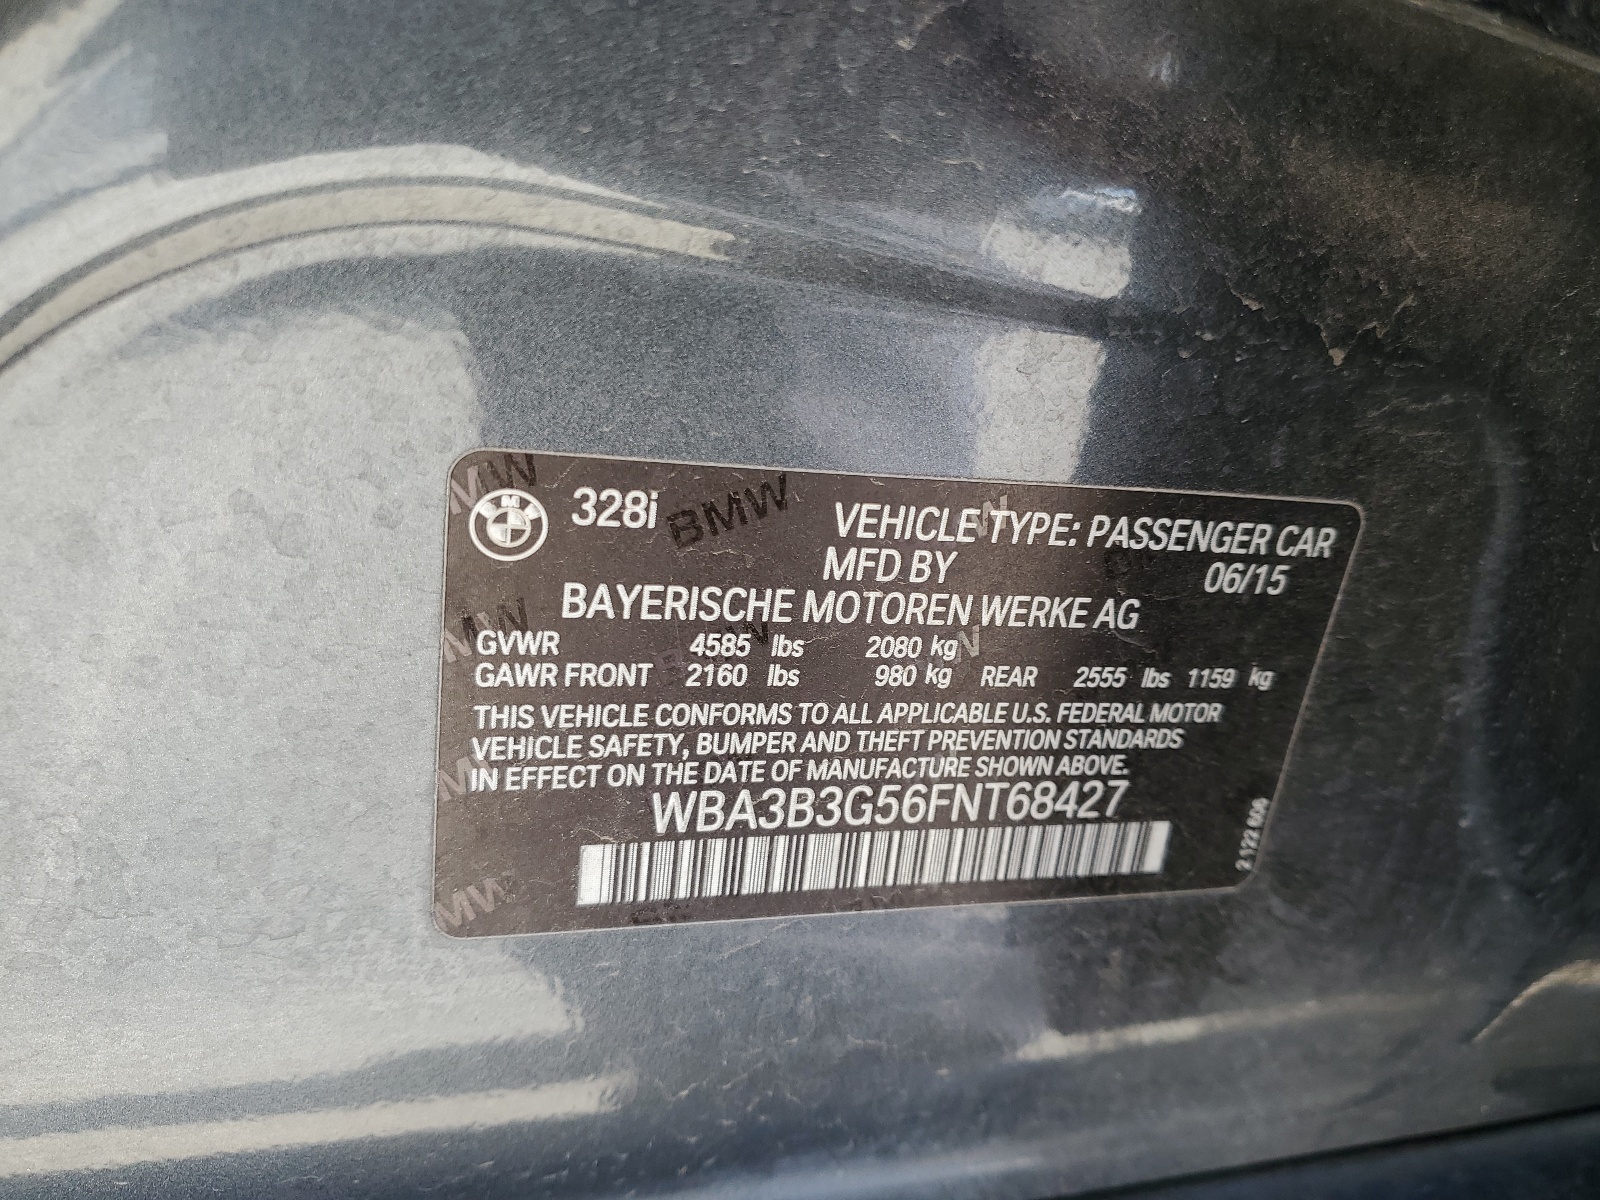 328i
VEHICLE TYPE: PASSENGER CAR
MFD BY 06/15
BAYERISCHE MOTOREN WERKE AG
GVWR 4585 lbs 2080 kg
GAWR FRONT 2160 lbs 980 kg REAR 2555 lbs 1159 kg
THIS VEHICLE CONFORMS TO ALL APPLICABLE U.S. FEDERAL MOTOR
VEHICLE SAFETY, BUMPER AND THEFT PREVENTION STANDARDS
IN EFFECT ON THE DATE OF MANUFACTURE SHOWN ABOVE.
WBA3B3G56FNT68427
BMW
BMW